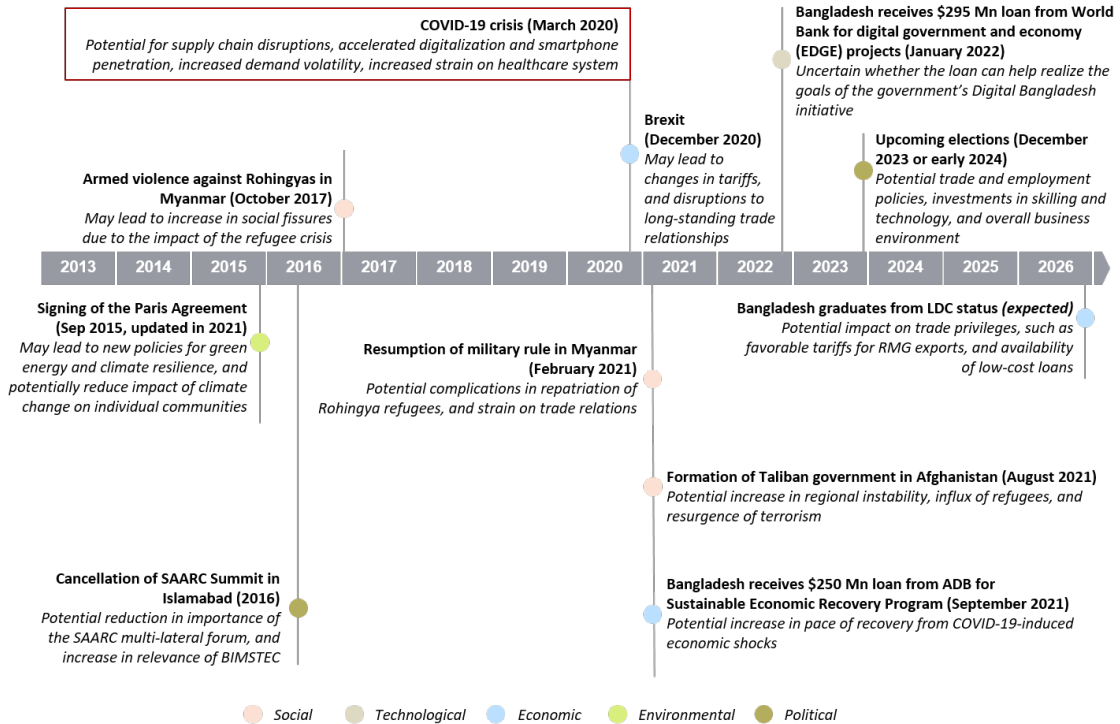 COVID-19 crisis (March 2020)
Potential for supply chain disruptions, accelerated digitalization and smartphone
penetration, increased demand volatility, increased strain on healthcare system
Bangladesh receives $295 Mn loan from World
Bank for digital government and economy
(EDGE) projects (January 2022)
Uncertain whether the loan can help realize the
goals of the government's Digital Bangladesh
initiative
Brexit
(December 2020)
May lead to
changes in tariffs,
and disruptions to
long-standing trade
relationships
Upcoming elections (December
2023 or early 2024)
Potential trade and employment
policies, investments in skilling and
technology, and overall business
environment
Armed violence against Rohingyas in
Myanmar (October 2017)
May lead to increase in social fissures
due to the impact of the refugee crisis
2013 2014 2015 2016 2017 2018 2019 2020 2021 2022 2023 2024 2025 2026
Signing of the Paris Agreement
(Sep 2015, updated in 2021)
May lead to new policies for green
energy and climate resilience, and
potentially reduce impact of climate
change on individual communities
Resumption of military rule in Myanmar
(February 2021)
Potential complications in repatriation of
Rohingya refugees, and strain on trade relations
Bangladesh graduates from LDC status (expected)
Potential impact on trade privileges, such as
favorable tariffs for RMG exports, and availability
of low-cost loans
Formation of Taliban government in Afghanistan (August 2021)
Potential increase in regional instability, influx of refugees, and
resurgence of terrorism
Cancellation of SAARC Summit in
Islamabad (2016)
Potential reduction in importance of
the SAARC multi-lateral forum, and
increase in relevance of BIMSTEC
Bangladesh receives $250 Mn loan from ADB for
Sustainable Economic Recovery Program (September 2021)
Potential increase in pace of recovery from COVID-19-induced
economic shocks
Social Technological Economic Environmental Political